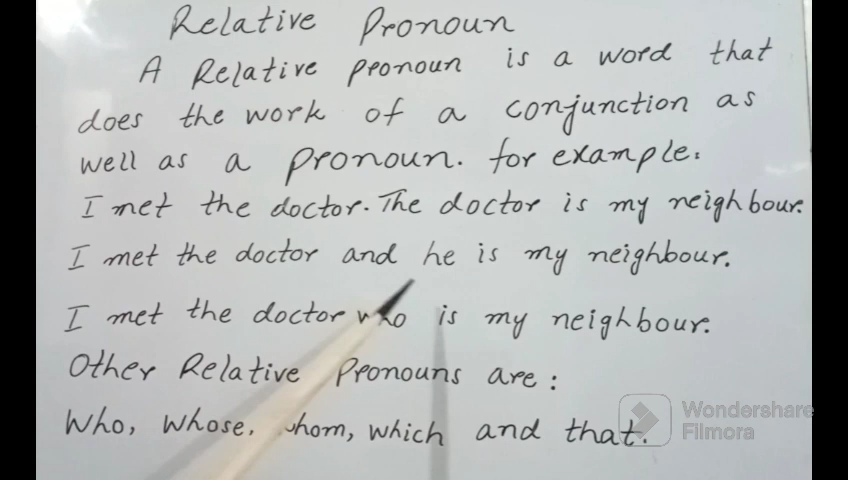 Relative Pronoun
A Relative pronoun is a word that
does the work of a conjunction as
well as a pronoun. for example:
I met the doctor. The doctor is my neighbour.
I met the doctor and he is my neighbour.
I met the doctor who is my neighbour.
Other Relative Pronouns are:
Who, Whose, whom, which and that.
Wondershare
Filmora